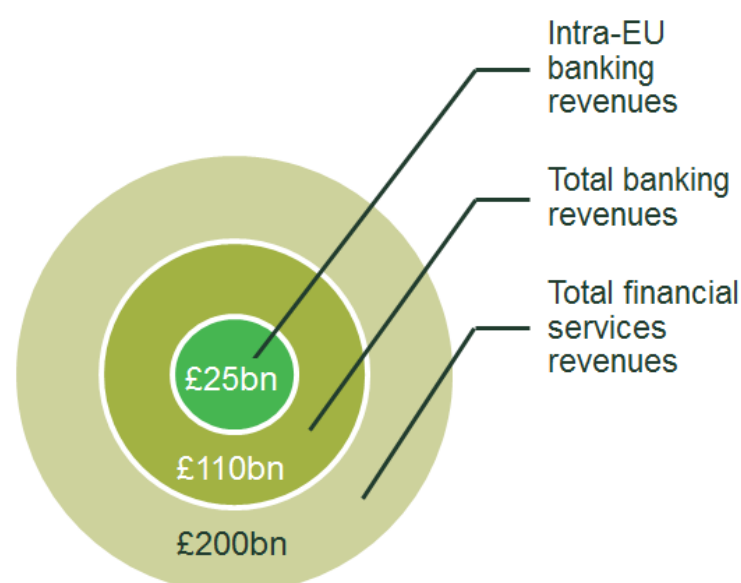 Intra-EU
banking
revenues
Total banking
revenues
Total financial
services
revenues
£25bn
£110bn
£200bn